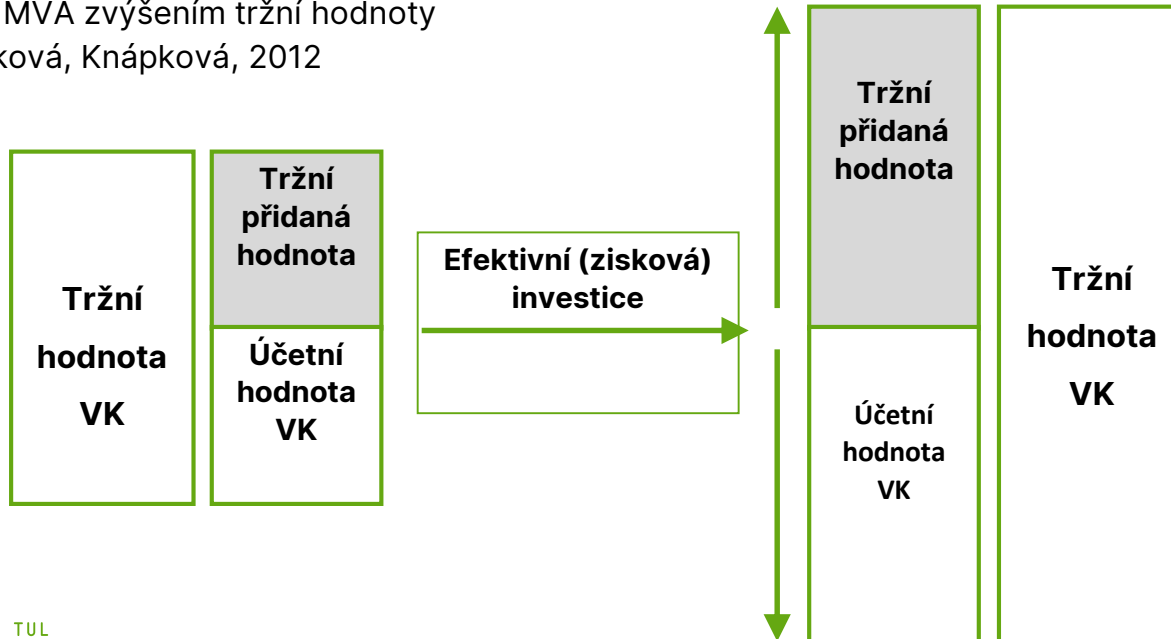 MVA zvýšením tržní hodnoty
ková, Knápková, 2012
Tržní
hodnota
VK
Tržní
přidaná
hodnota
Účetní
hodnota
VK
Efektivní (zisková)
investice
Tržní
přidaná
hodnota
Účetní
hodnota
VK
Tržní
hodnota
VK
TUL